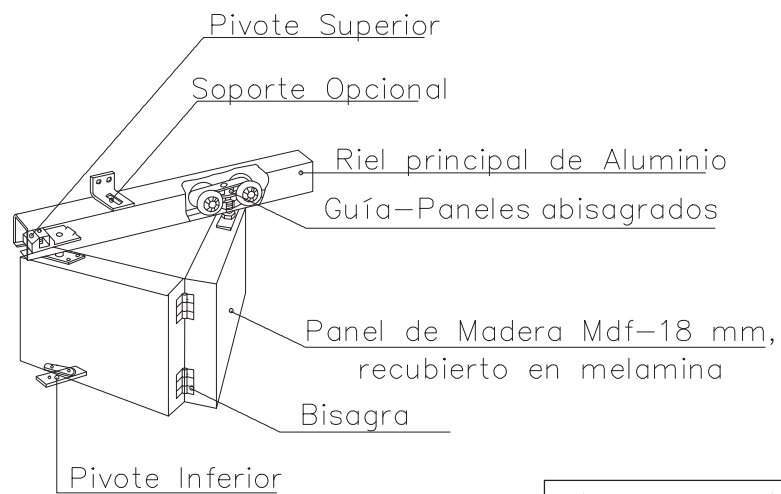 Pivote Superior
Soporte Opcional
Riel principal de Aluminio
Guía-Paneles abisagrados
Panel de Madera Mdf-18 mm,
recubierto en melamina
Bisagra
Pivote Inferior